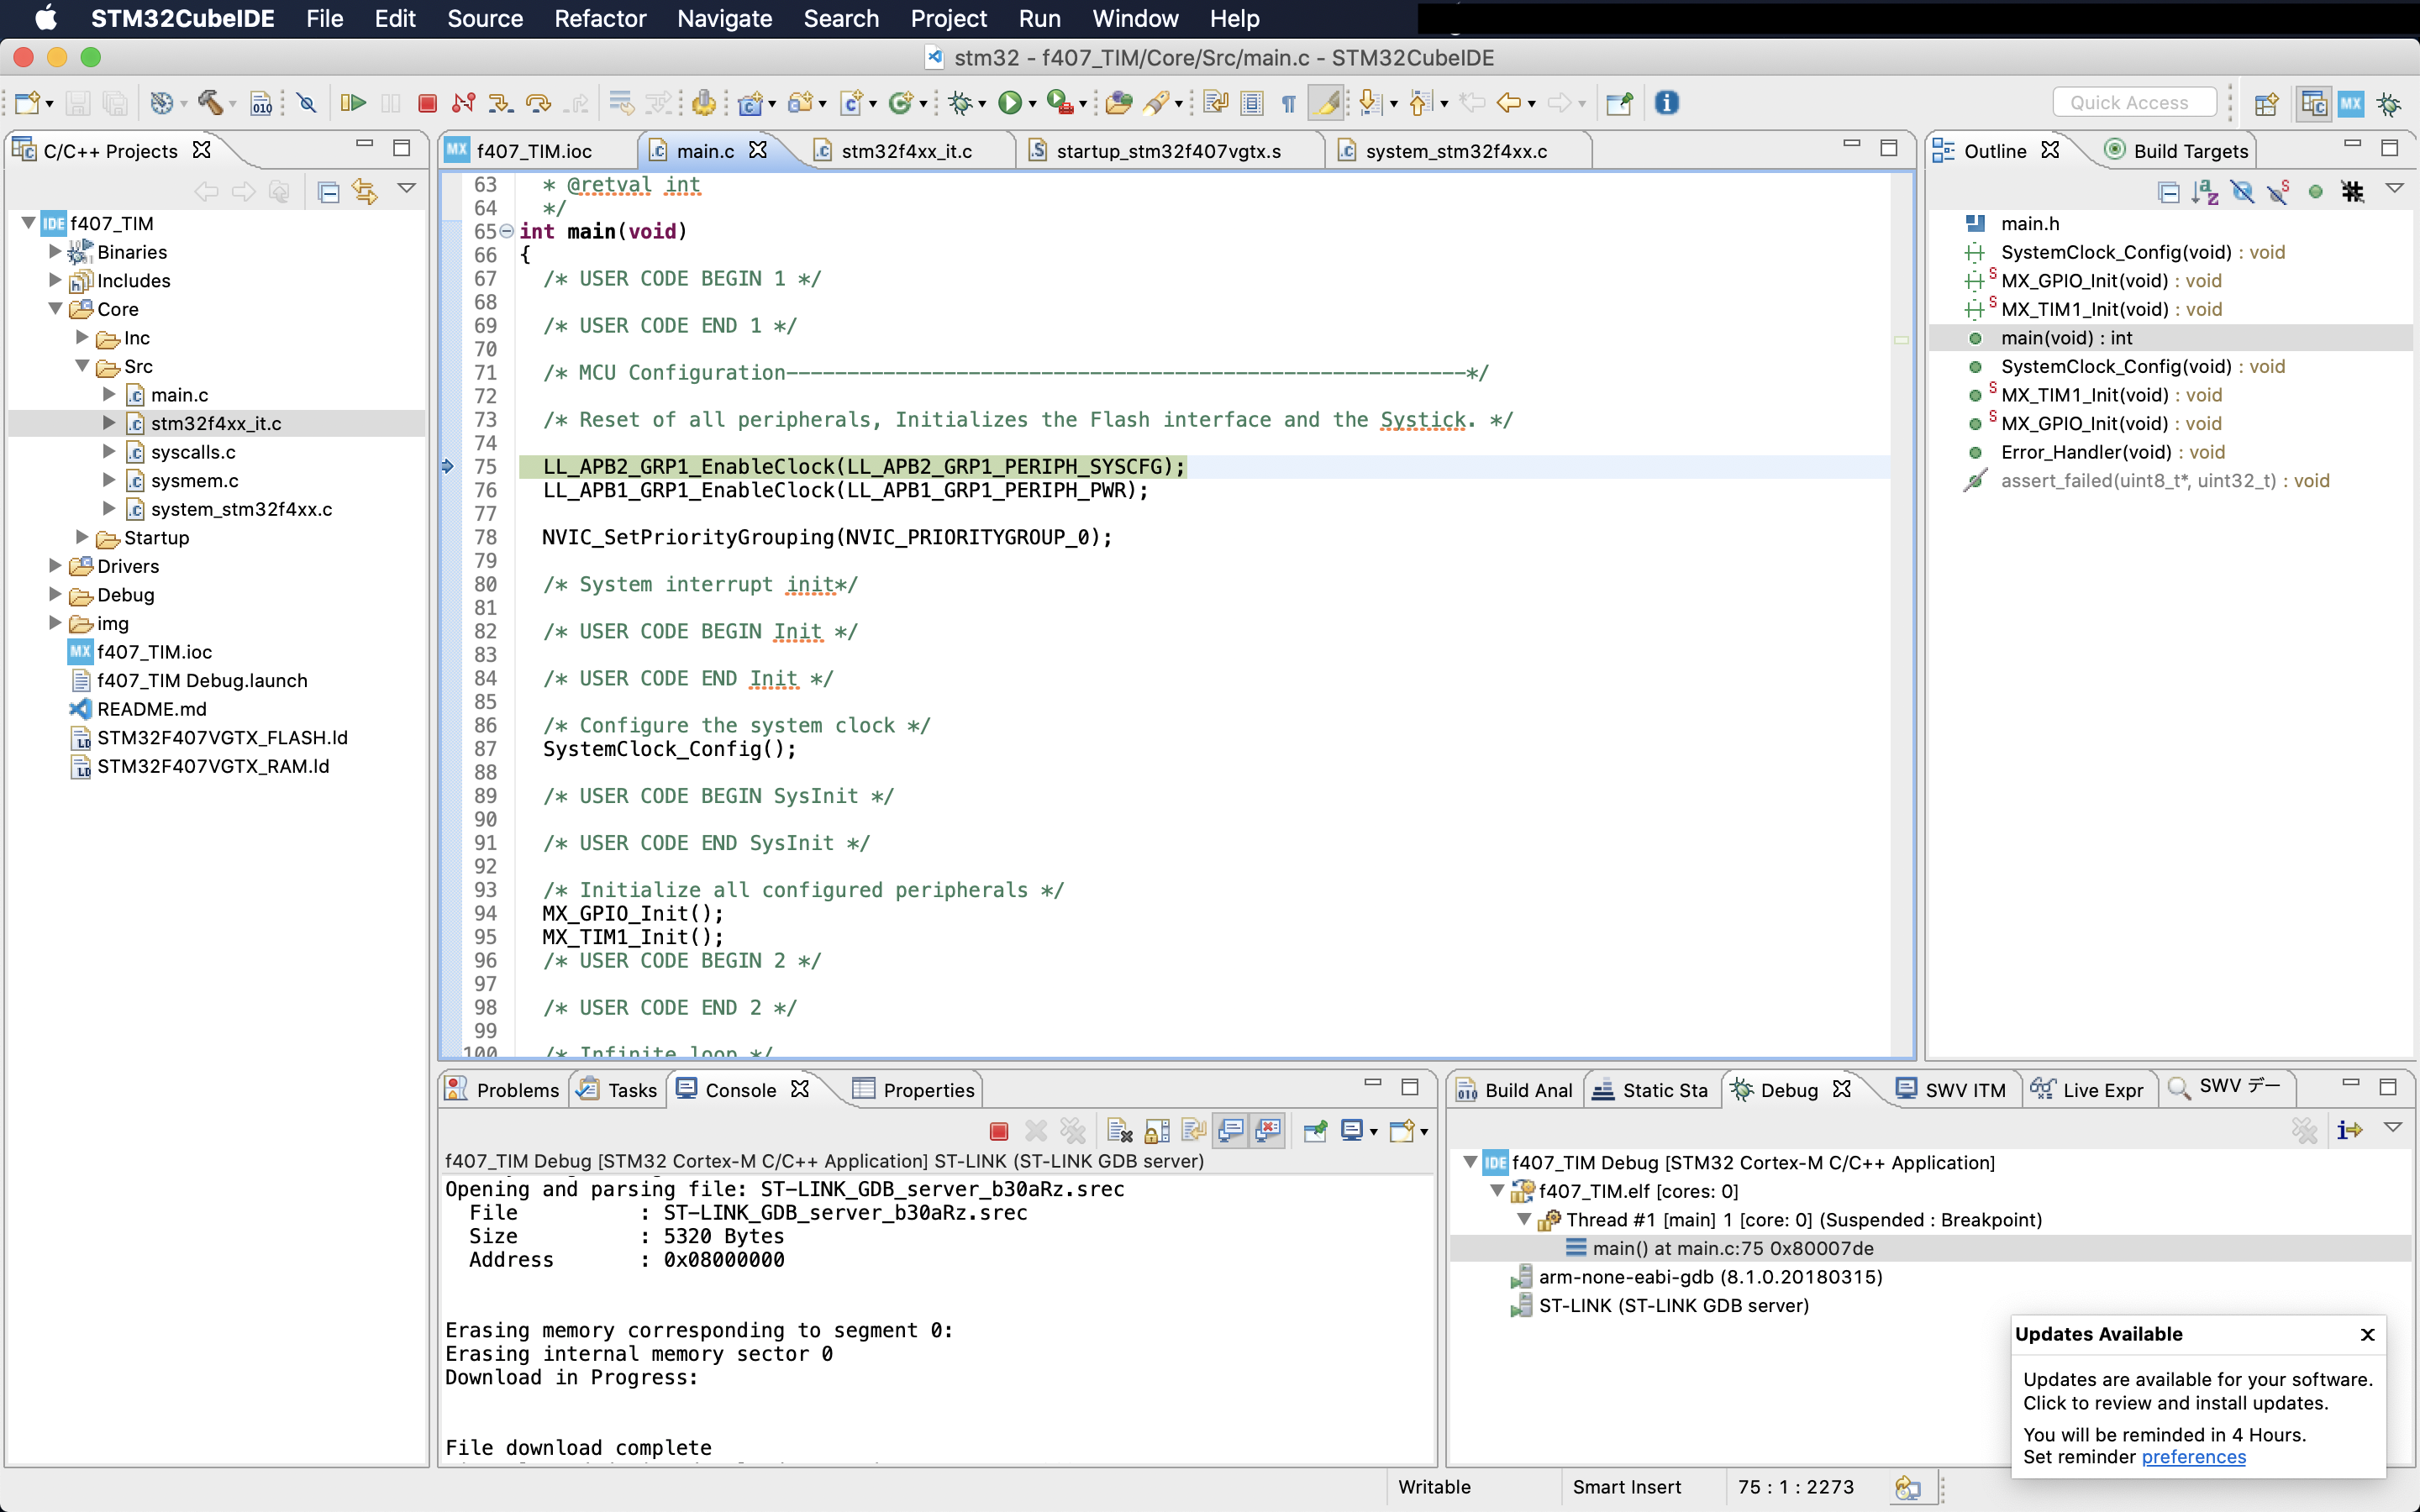 STM32CubeIDE File Edit Source Refactor Navigate Search Project Run Window Help
stm32 - f407_TIM/Core/Src/main.c - STM32CubeIDE
Quick Access
C/C++ Projects
f407_TIM
Binaries
Includes
Core
Inc
Src
main.c
stm32f4xx_it.c
syscalls.c
sysmem.c
system_stm32f4xx.c
Startup
Drivers
Debug
img
f407_TIM.ioc
f407_TIM Debug.launch
README.md
STM32F407VGTX_FLASH.ld
STM32F407VGTX_RAM.ld
f407_TIM.ioc main.c stm32f4xx_it.c startup_stm32f407vgtx.s system_stm32f4xx.c
63 * @retval int
64 */
65 int main(void)
66 {
67 /* USER CODE BEGIN 1 */
68
69 /* USER CODE END 1 */
70
71 /* MCU Configuration--------------------------------------------------------*/
72
73 /* Reset of all peripherals, Initializes the Flash interface and the Systick. */
74
75 LL_APB2_GRP1_EnableClock(LL_APB2_GRP1_PERIPH_SYSCFG);
76 LL_APB1_GRP1_EnableClock(LL_APB1_GRP1_PERIPH_PWR);
77
78 NVIC_SetPriorityGrouping(NVIC_PRIORITYGROUP_0);
79
80 /* System interrupt init*/
81
82 /* USER CODE BEGIN Init */
83
84 /* USER CODE END Init */
85
86 /* Configure the system clock */
87 SystemClock_Config();
88
89 /* USER CODE BEGIN SysInit */
90
91 /* USER CODE END SysInit */
92
93 /* Initialize all configured peripherals */
94 MX_GPIO_Init();
95 MX_TIM1_Init();
96 /* USER CODE BEGIN 2 */
97
98 /* USER CODE END 2 */
99
100 /* Infinite loop */
Outline Build Targets
main.h
SystemClock_Config(void) : void
MX_GPIO_Init(void) : void
MX_TIM1_Init(void) : void
main(void) : int
SystemClock_Config(void) : void
MX_TIM1_Init(void) : void
MX_GPIO_Init(void) : void
Error_Handler(void) : void
assert_failed(uint8_t*, uint32_t) : void
Problems Tasks Console Properties
f407_TIM Debug [STM32 Cortex-M C/C++ Application] ST-LINK (ST-LINK GDB server)
Opening and parsing file: ST-LINK_GDB_server_b30aRz.srec
File : ST-LINK_GDB_server_b30aRz.srec
Size : 5320 Bytes
Address : 0x08000000
Erasing memory corresponding to segment 0:
Erasing internal memory sector 0
Download in Progress:
File download complete
Build Anal Static Sta Debug SWV ITM Live Expr SWV デー
f407_TIM Debug [STM32 Cortex-M C/C++ Application]
f407_TIM.elf [cores: 0]
Thread #1 [main] 1 [core: 0] (Suspended : Breakpoint)
main() at main.c:75 0x80007de
arm-none-eabi-gdb (8.1.0.20180315)
ST-LINK (ST-LINK GDB server)
Updates Available
Updates are available for your software.
Click to review and install updates.
You will be reminded in 4 Hours.
Set reminder preferences
Writable Smart Insert 75 : 1 : 2273